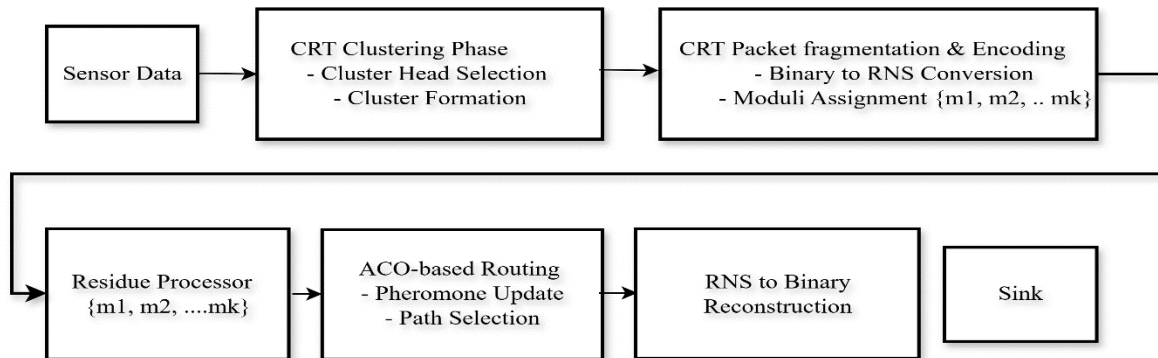 Sensor Data
CRT Clustering Phase
- Cluster Head Selection
- Cluster Formation
CRT Packet fragmentation & Encoding
- Binary to RNS Conversion
- Moduli Assignment {m1, m2, .. mk}
Residue Processor
{m1, m2, ....mk}
ACO-based Routing
- Pheromone Update
- Path Selection
RNS to Binary
Reconstruction
Sink